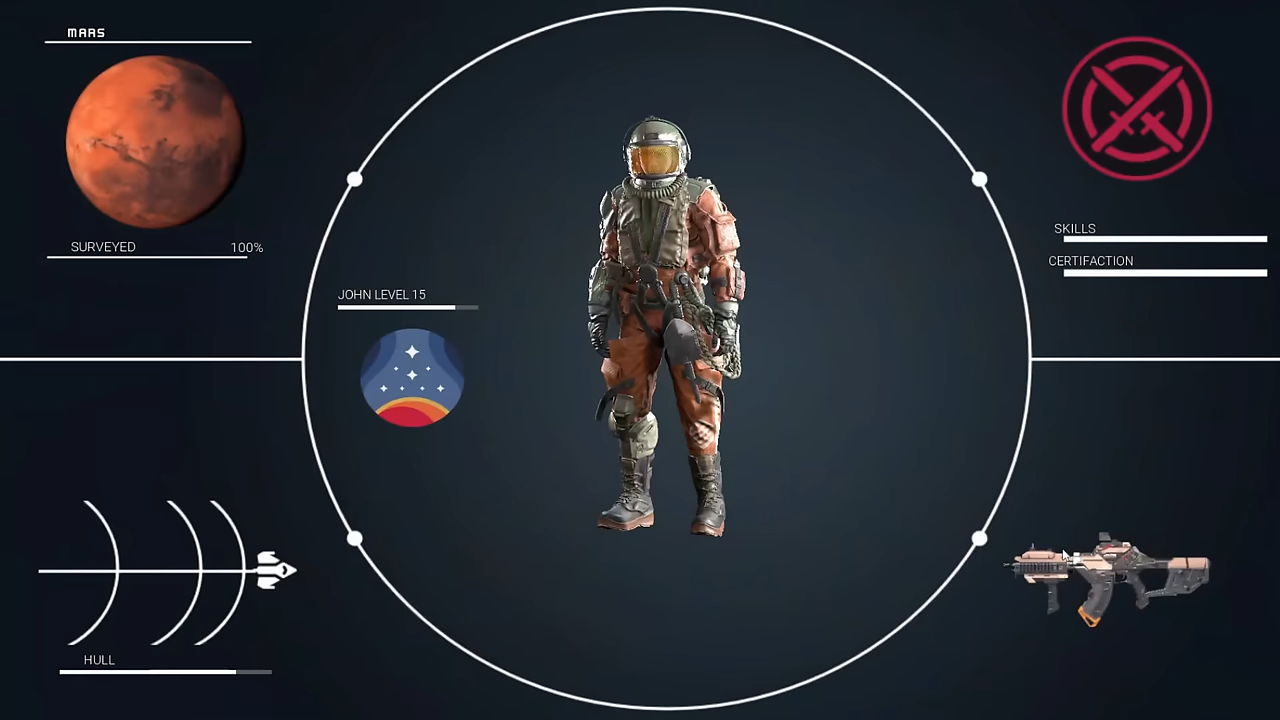 MARS
SURVEYED 100%
SKILLS
CERTIFACTION
JOHN LEVEL 15
HULL